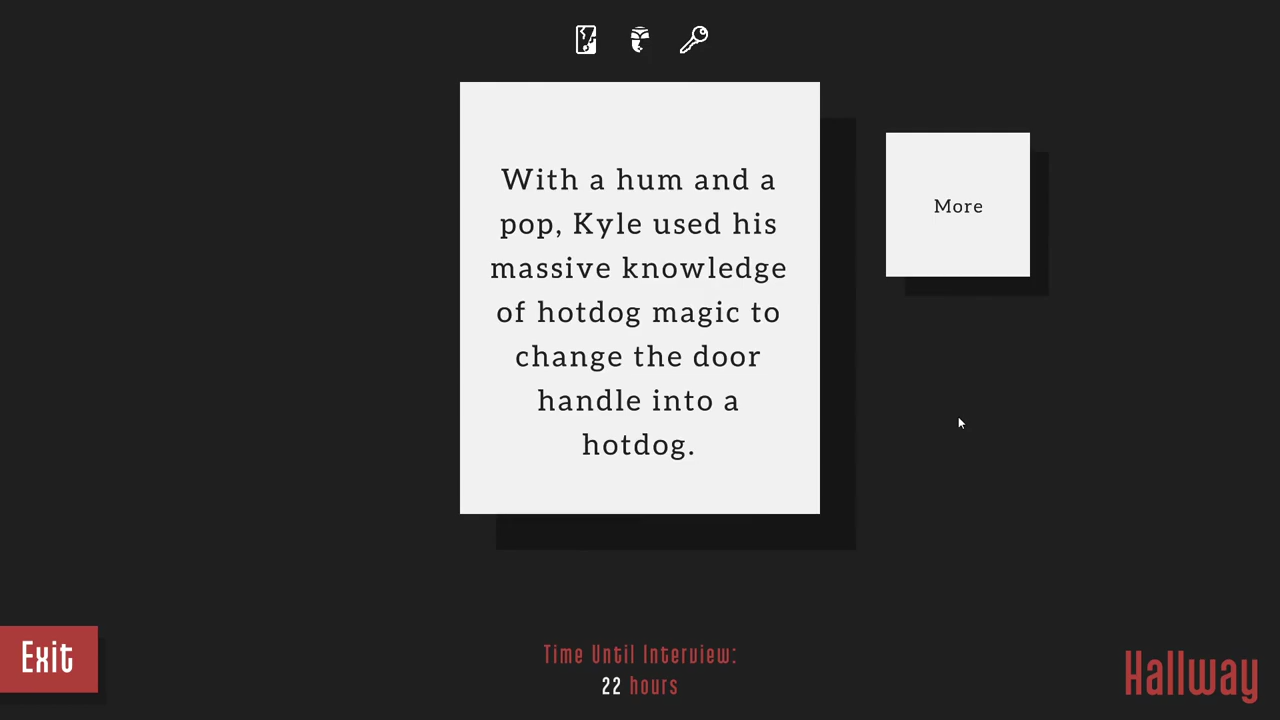 With a hum and a
pop, Kyle used his
massive knowledge
of hotdog magic to
change the door
handle into a
hotdog.
More
Exit
Time Until Interview:
22 hours
Hallway